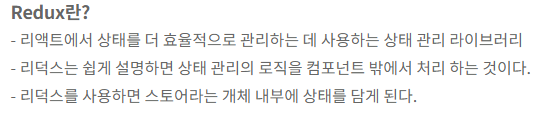 Redux란?
- 리액트에서 상태를 더 효율적으로 관리하는 데 사용하는 상태 관리 라이브러리
- 리덕스는 쉽게 설명하면 상태 관리의 로직을 컴포넌트 밖에서 처리 하는 것이다.
- 리덕스를 사용하면 스토어라는 개체 내부에 상태를 담게 된다.